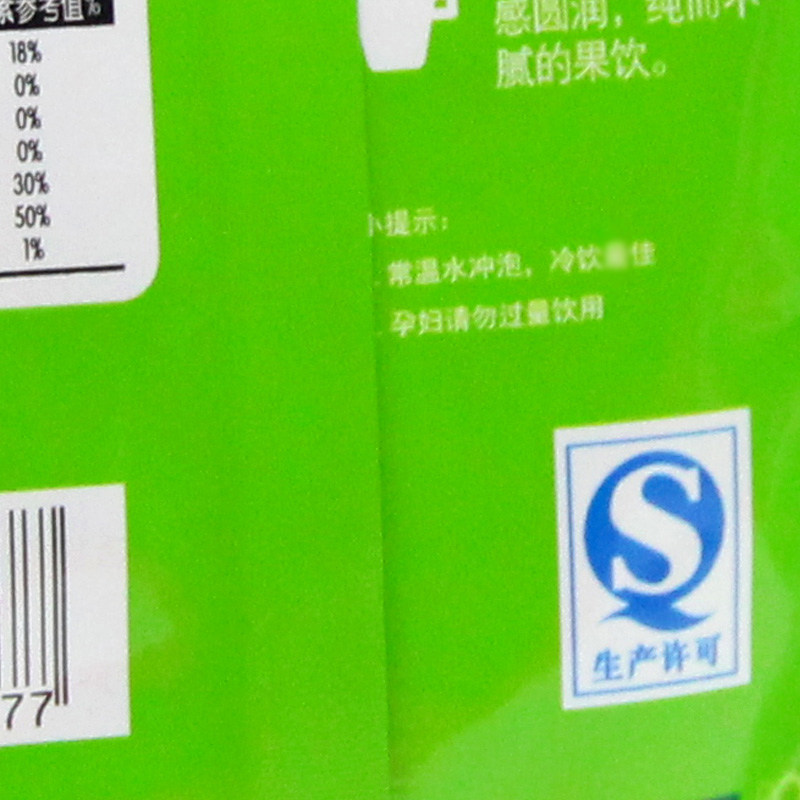 素参考值%
18%
0%
0%
0%
30%
50%
1%
77
感圆润，纯而不
腻的果饮。
小提示：
常温水冲泡，冷饮佳
孕妇请勿过量饮用
生产许可